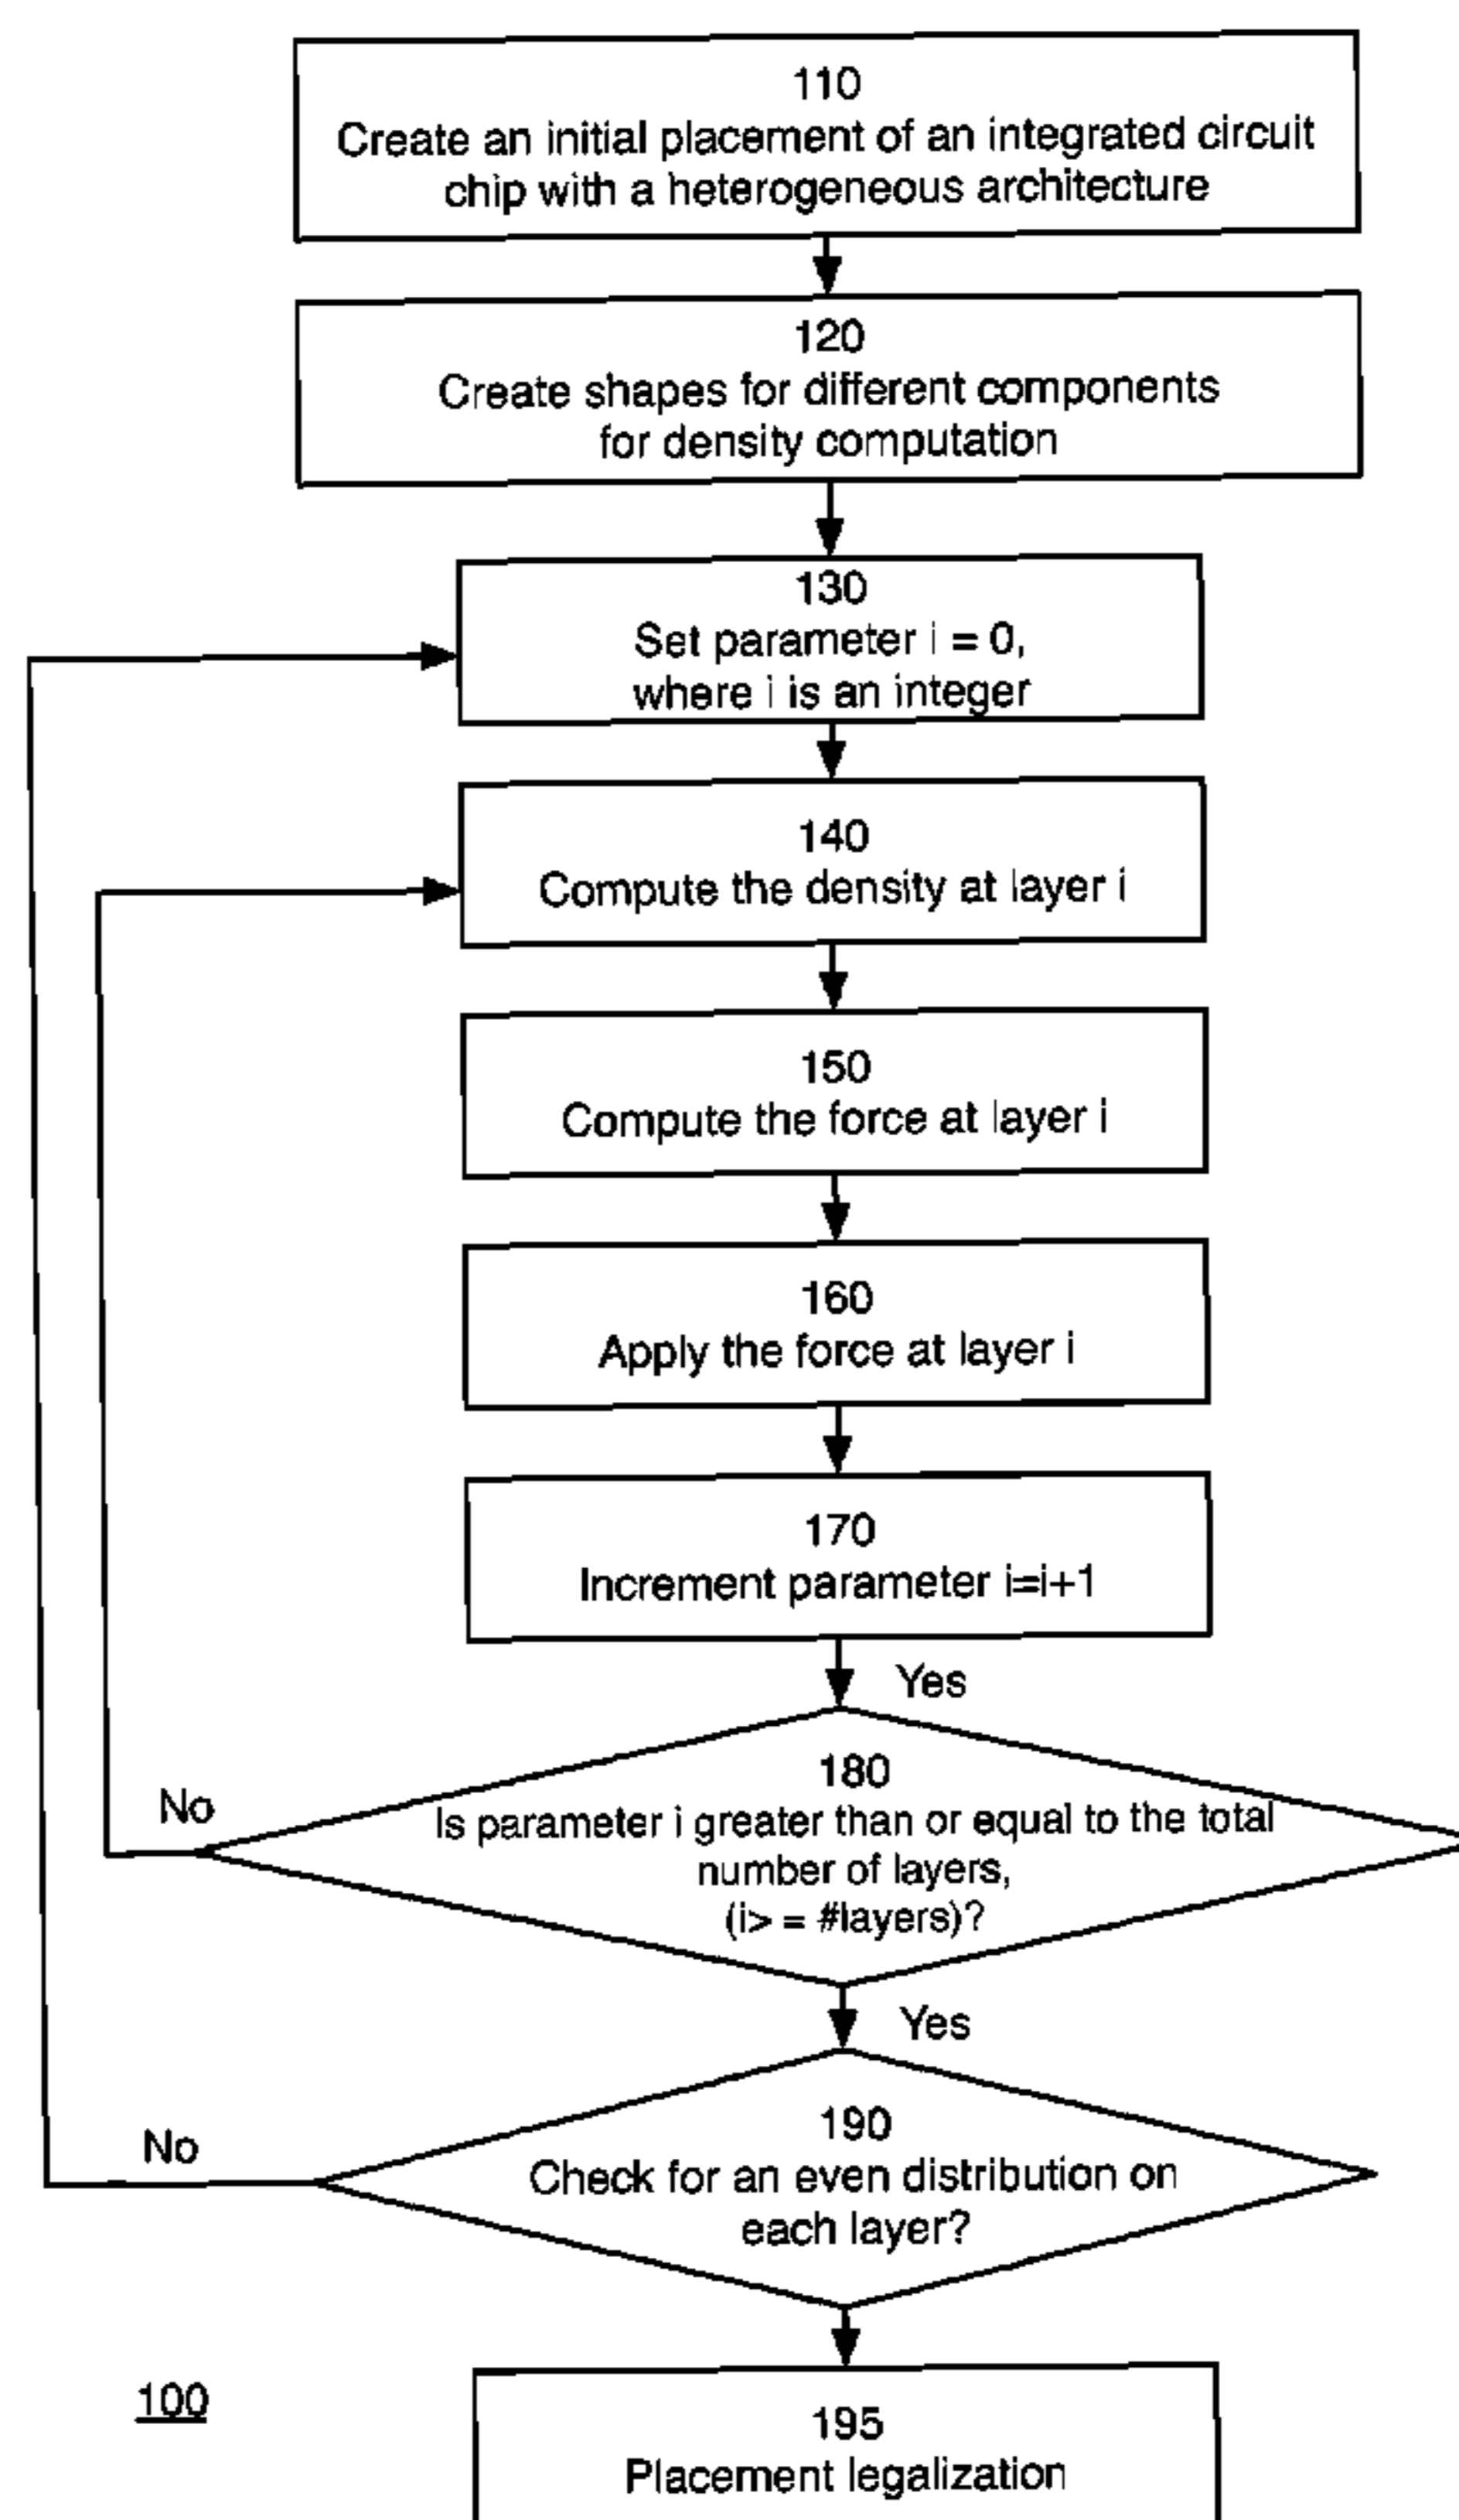 110
Create an initial placement of an integrated circuit
chip with a heterogeneous architecture
120
Create shapes for different components
for density computation
130
Set parameter i = 0,
where i is an integer
140
Compute the density at layer i
150
Compute the force at layer i
160
Apply the force at layer i
170
Increment parameter i=i+1
Yes
180
No
Is parameter i greater than or equal to the total
number of layers,
(i> = #layers)?
Yes
190
No
Check for an even distribution on
each layer?
100
195
Placement legalization